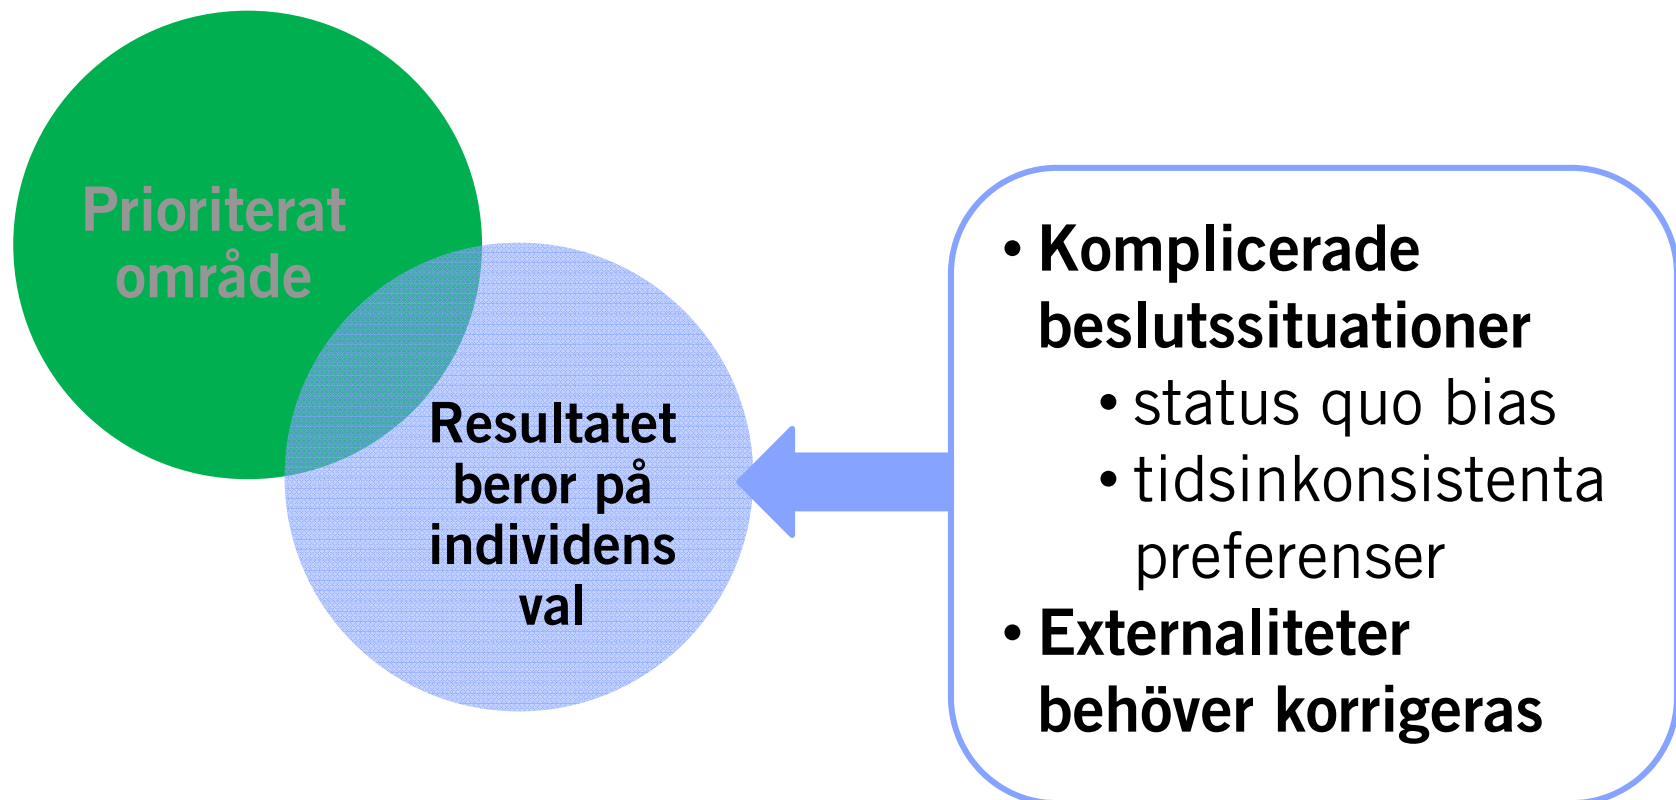 Prioriterat
område
Resultatet
beror på
individens
val
• Komplicerade
beslutssituationer
• status quo bias
• tidsinkonsistenta
preferenser
• Externaliteter
behöver korrigeras